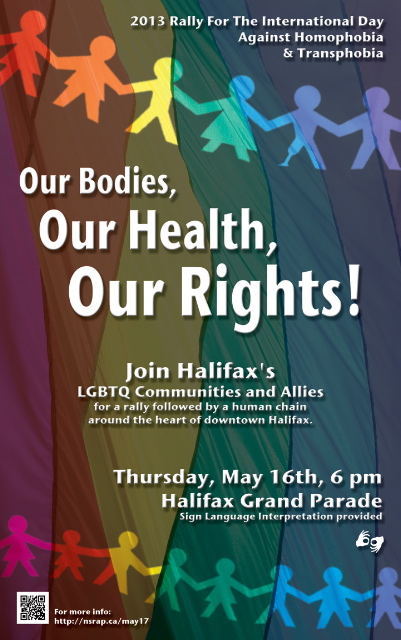 2013 Rally For The International Day
Against Homophobia
& Transphobia
Our Bodies,
Our Health,
Our Rights!
Join Halifax's
LGBTQ Communities and Allies
for a rally followed by a human chain
around the heart of downtown Halifax.
Thursday, May 16th, 6 pm
Halifax Grand Parade
Sign Language Interpretation provided
For more info:
http://nsrap.ca/may17